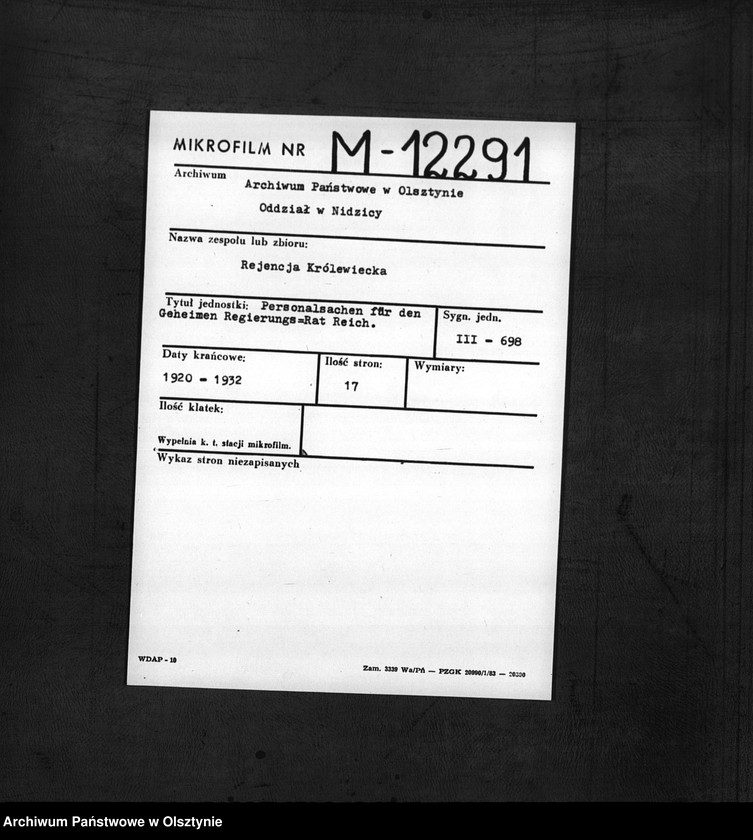 MIKROFILM NR M-12291
Archiwum
Archiwum Państwowe w Olsztynie
Oddział w Nidzicy
Nazwa zespołu lub zbioru:
Rejencja Królewiecka
Tytuł jednostki: Personalsachen für den
Geheimen Regierungs=Rat Reich.
Sygn. jedn.
III - 698
Daty krańcowe:
1920 - 1932
Ilość stron:
17
Wymiary:
Ilość klatek:
Wypełnia k. t. stacji mikrofilm.
Wykaz stron niezapisanych
WDAP - 10
Zam. 3339 Wa/Pń — PZGK 20990/1/83 —
Archiwum Państwowe w Olsztynie